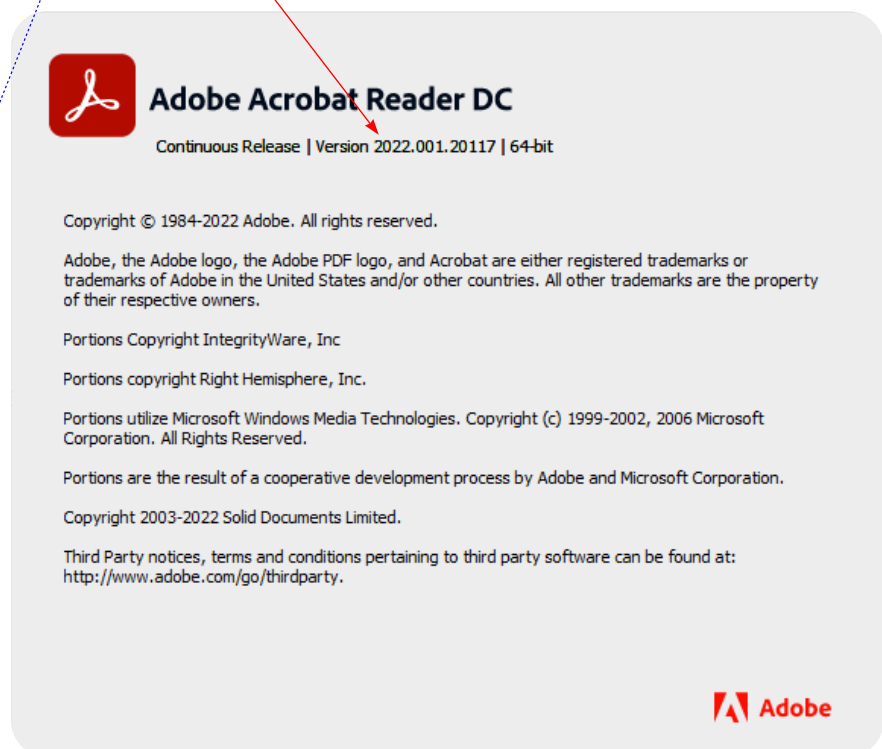 Adobe Acrobat Reader DC
Continuous Release | Version 2022.001.20117 | 64-bit
Copyright © 1984-2022 Adobe. All rights reserved.
Adobe, the Adobe logo, the Adobe PDF logo, and Acrobat are either registered trademarks or
trademarks of Adobe in the United States and/or other countries. All other trademarks are the property
of their respective owners.
Portions Copyright IntegrityWare, Inc
Portions copyright Right Hemisphere, Inc.
Portions utilize Microsoft Windows Media Technologies. Copyright (c) 1999-2002, 2006 Microsoft
Corporation. All Rights Reserved.
Portions are the result of a cooperative development process by Adobe and Microsoft Corporation.
Copyright 2003-2022 Solid Documents Limited.
Third Party notices, terms and conditions pertaining to third party software can be found at:
http://www.adobe.com/go/thirdparty.
Adobe